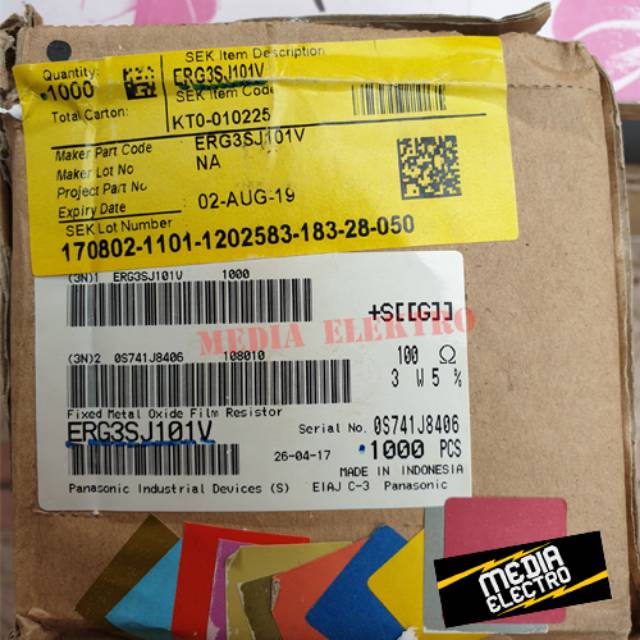 Quantity:
1000
SEK Item Description
ERG3SJ101V
SEK Item Code
Total Carton:
KT0-010225
Maker Part Code ERG3SJ101V
Maker Lot No NA
Project Part No
Expiry Date 02-AUG-19
SEK Lot Number
170802-1101-1202583-183-28-050
(3N)1 ERG3SJ101V 1000
MEDIA ELEKTRO
(3N)2 0S741J8406 108010
100 Ω
3 W 5 %
Fixed Metal Oxide Film Resistor
ERG3SJ101V
Serial No. 0S741J8406
26-04-17 1000 PCS
MADE IN INDONESIA
Panasonic Industrial Devices (S) EIAJ C-3 Panasonic
MEDIA
ELECTRO